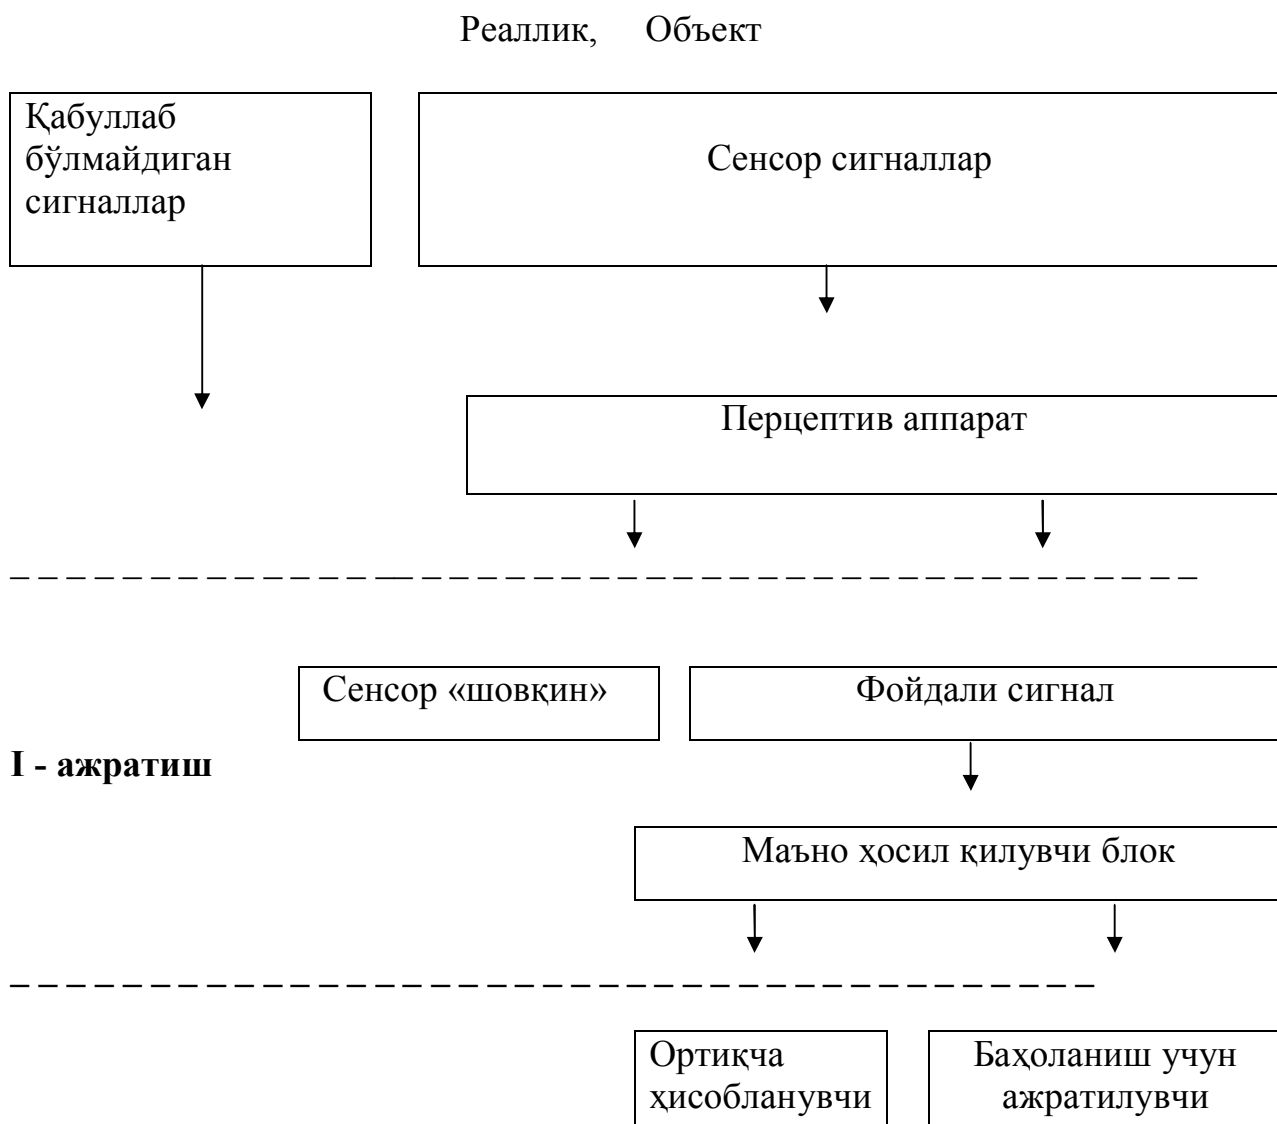 Реаллик, Объект
Қабуллаб
бўлмайдиган
сигналлар
Сенсор сигналлар
Перцептив аппарат
Сенсор «шовқин»
Фойдали сигнал
I - ажратиш
Маъно ҳосил қилувчи блок
Ортиқча
ҳисобланувчи
Баҳоланиш учун
ажратилувчи